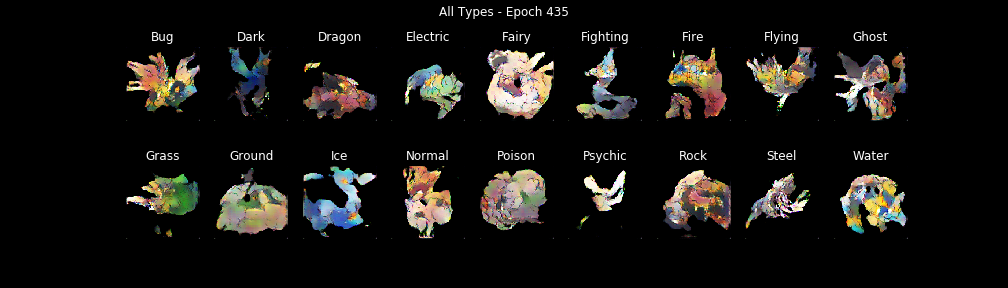 All Types - Epoch 435
Bug Dark Dragon Electric Fairy Fighting Fire Flying Ghost
Grass Ground Ice Normal Poison Psychic Rock Steel Water